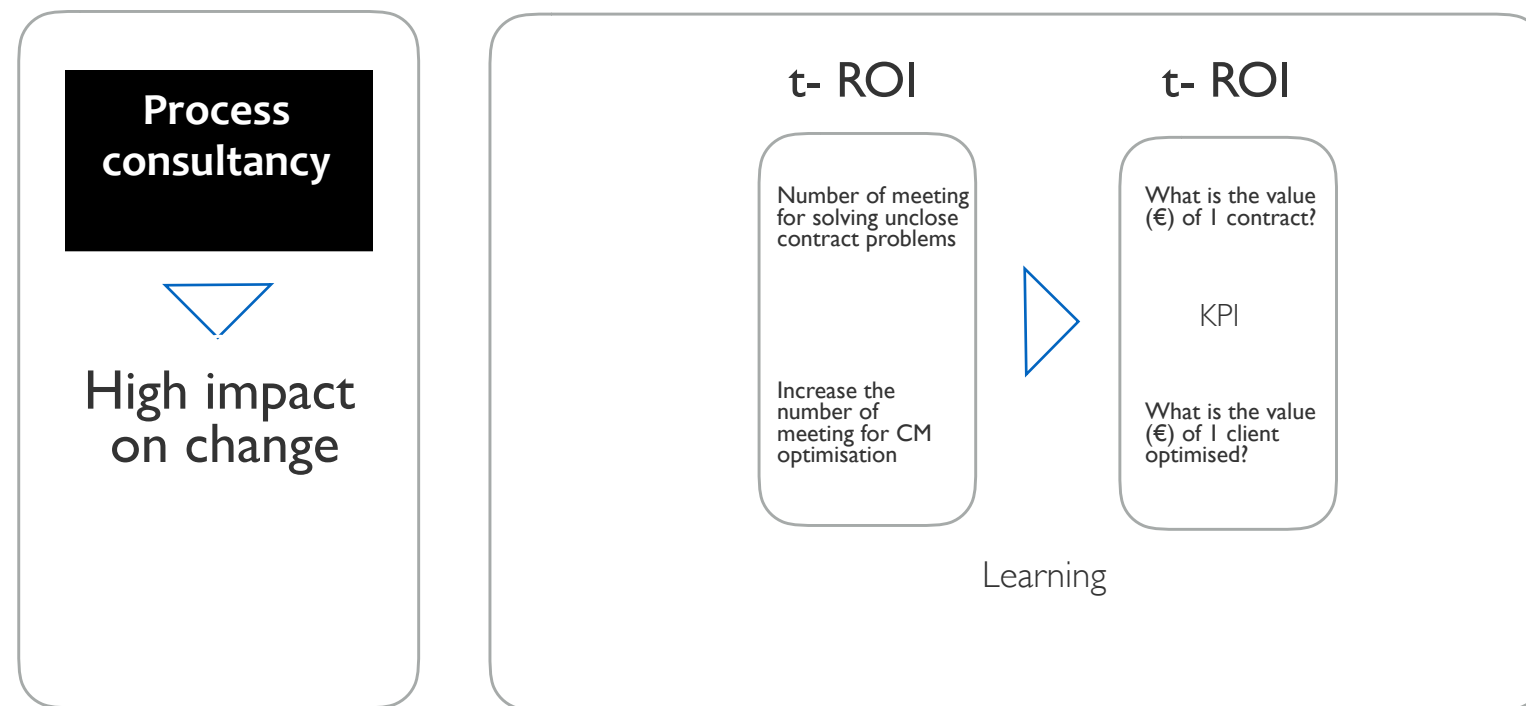 Process
consultancy
High impact
on change
t- ROI
Number of meeting
for solving unclose
contract problems
Increase the
number of
meeting for CM
optimisation
t- ROI
What is the value
(€) of 1 contract?
KPI
What is the value
(€) of 1 client
optimised?
Learning